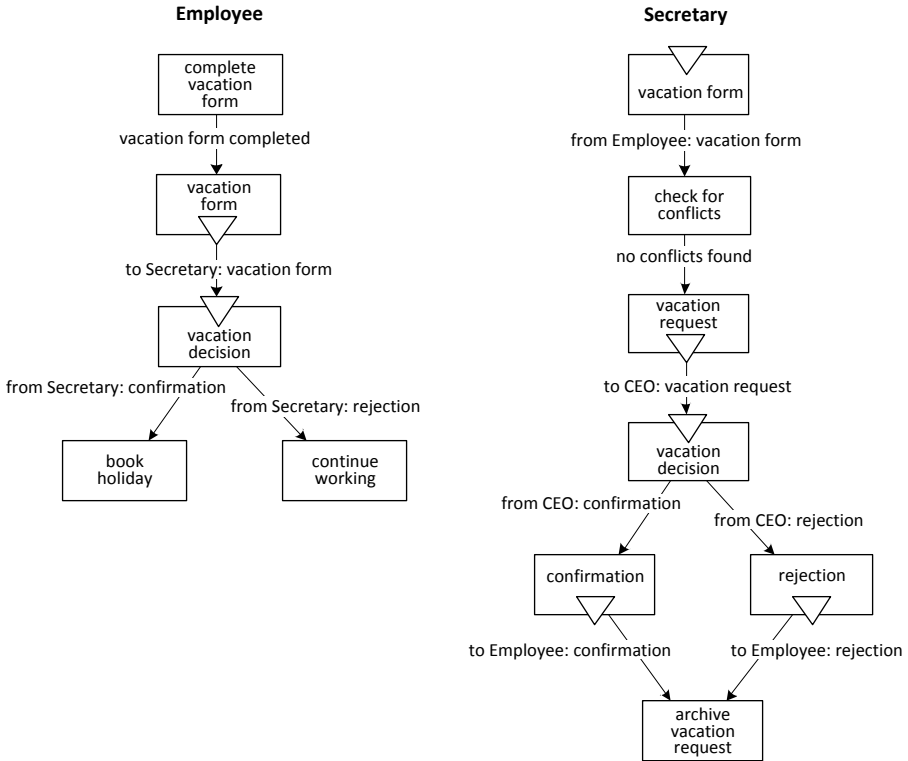 Employee
complete
vacation
form
vacation form completed
vacation
form
to Secretary: vacation form
vacation
decision
from Secretary: confirmation
from Secretary: rejection
book
holiday
continue
working
Secretary
vacation form
from Employee: vacation form
check for
conflicts
no conflicts found
vacation
request
to CEO: vacation request
vacation
decision
from CEO: confirmation
from CEO: rejection
confirmation
rejection
to Employee: confirmation
to Employee: rejection
archive
vacation
request